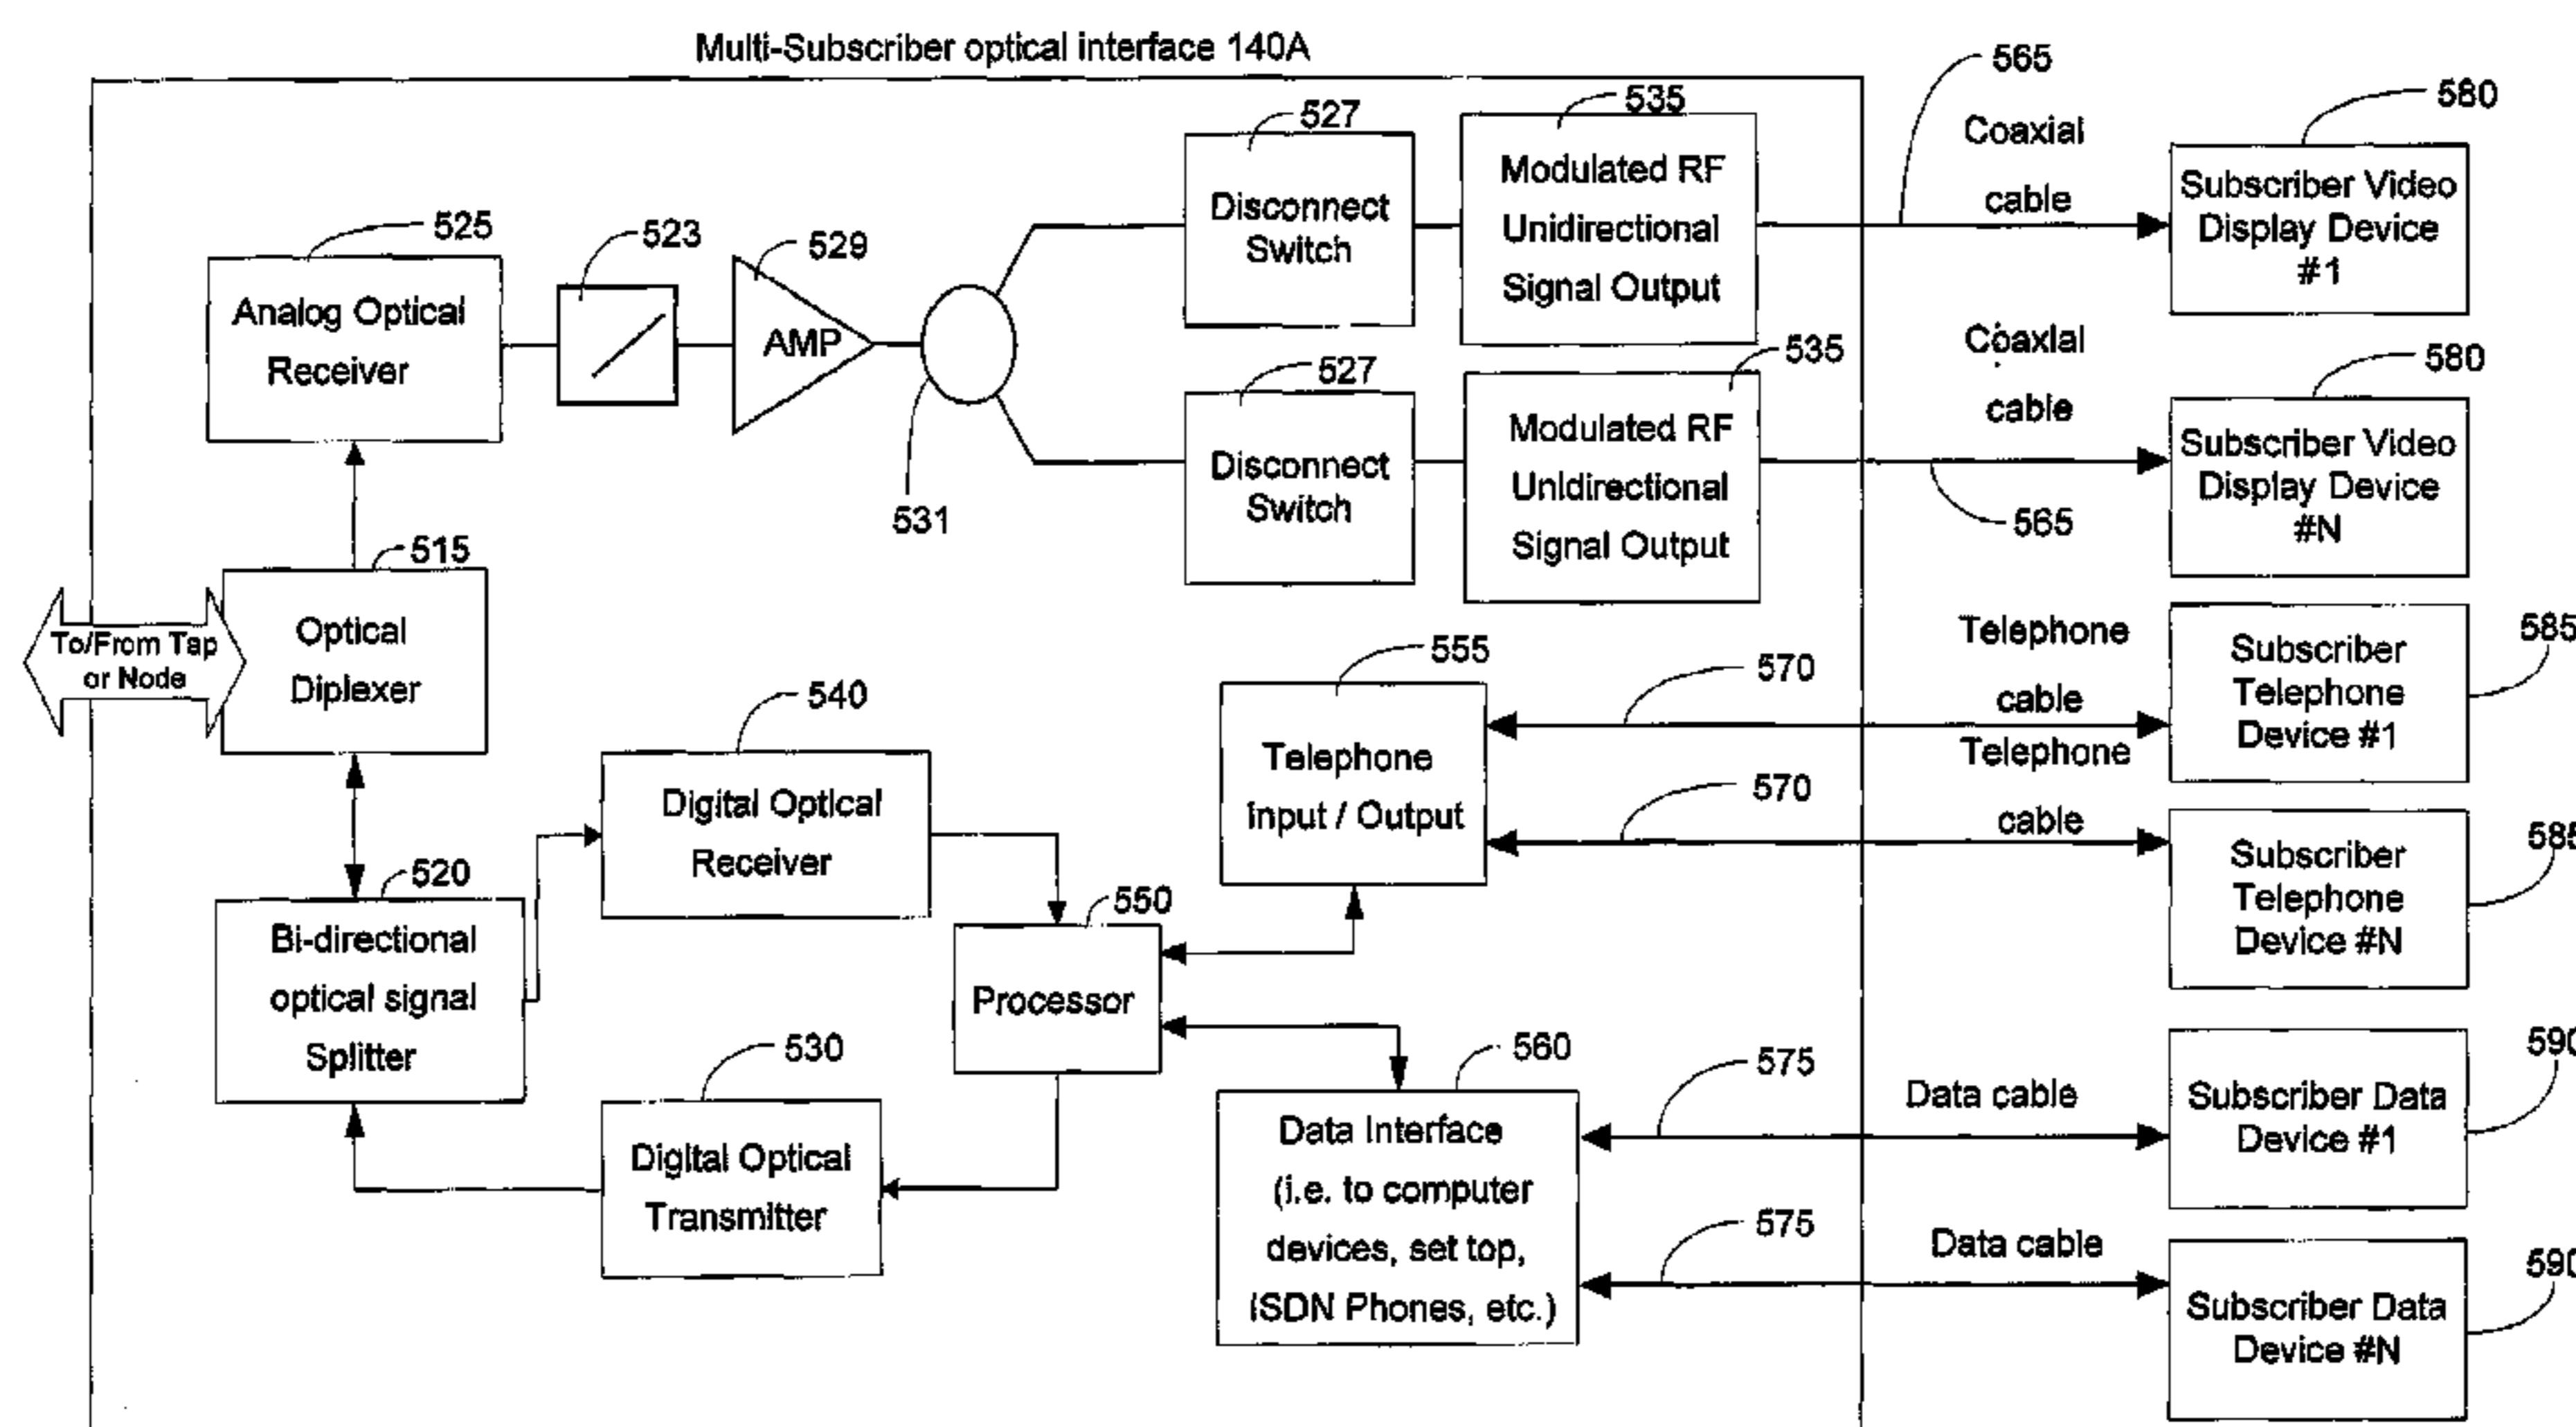 Multi-Subscriber optical interface 140A
565
580
535
527
Coaxial
cable
Disconnect
Switch
Modulated RF
Unidirectional
Signal Output
Subscriber Video
Display Device
#1
525
523
529
Analog Optical
Receiver
AMP
531
527
535
Disconnect
Switch
Modulated RF
Unidirectional
Signal Output
Coaxial
cable
565
580
Subscriber Video
Display Device
#N
515
To/From Tap
or Node
Optical
Diplexer
555
570
Telephone
cable
585
Subscriber
Telephone
Device #1
Telephone
Input / Output
570
Telephone
cable
585
Subscriber
Telephone
Device #N
540
Digital Optical
Receiver
520
Bi-directional
optical signal
Splitter
550
Processor
530
Digital Optical
Transmitter
560
Data Interface
(i.e. to computer
devices, set top,
ISDN Phones, etc.)
575
Data cable
590
Subscriber Data
Device #1
575
Data cable
590
Subscriber Data
Device #N